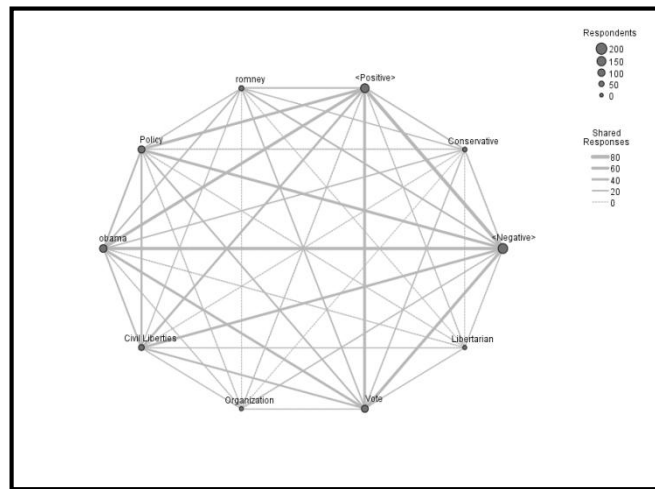 Respondents
200
150
100
50
0
romney
<Positive>
Policy
Conservative
Shared
Responses
80
60
40
20
0
obama
<Negative>
Civil Liberties
Libertarian
Organization
Vote